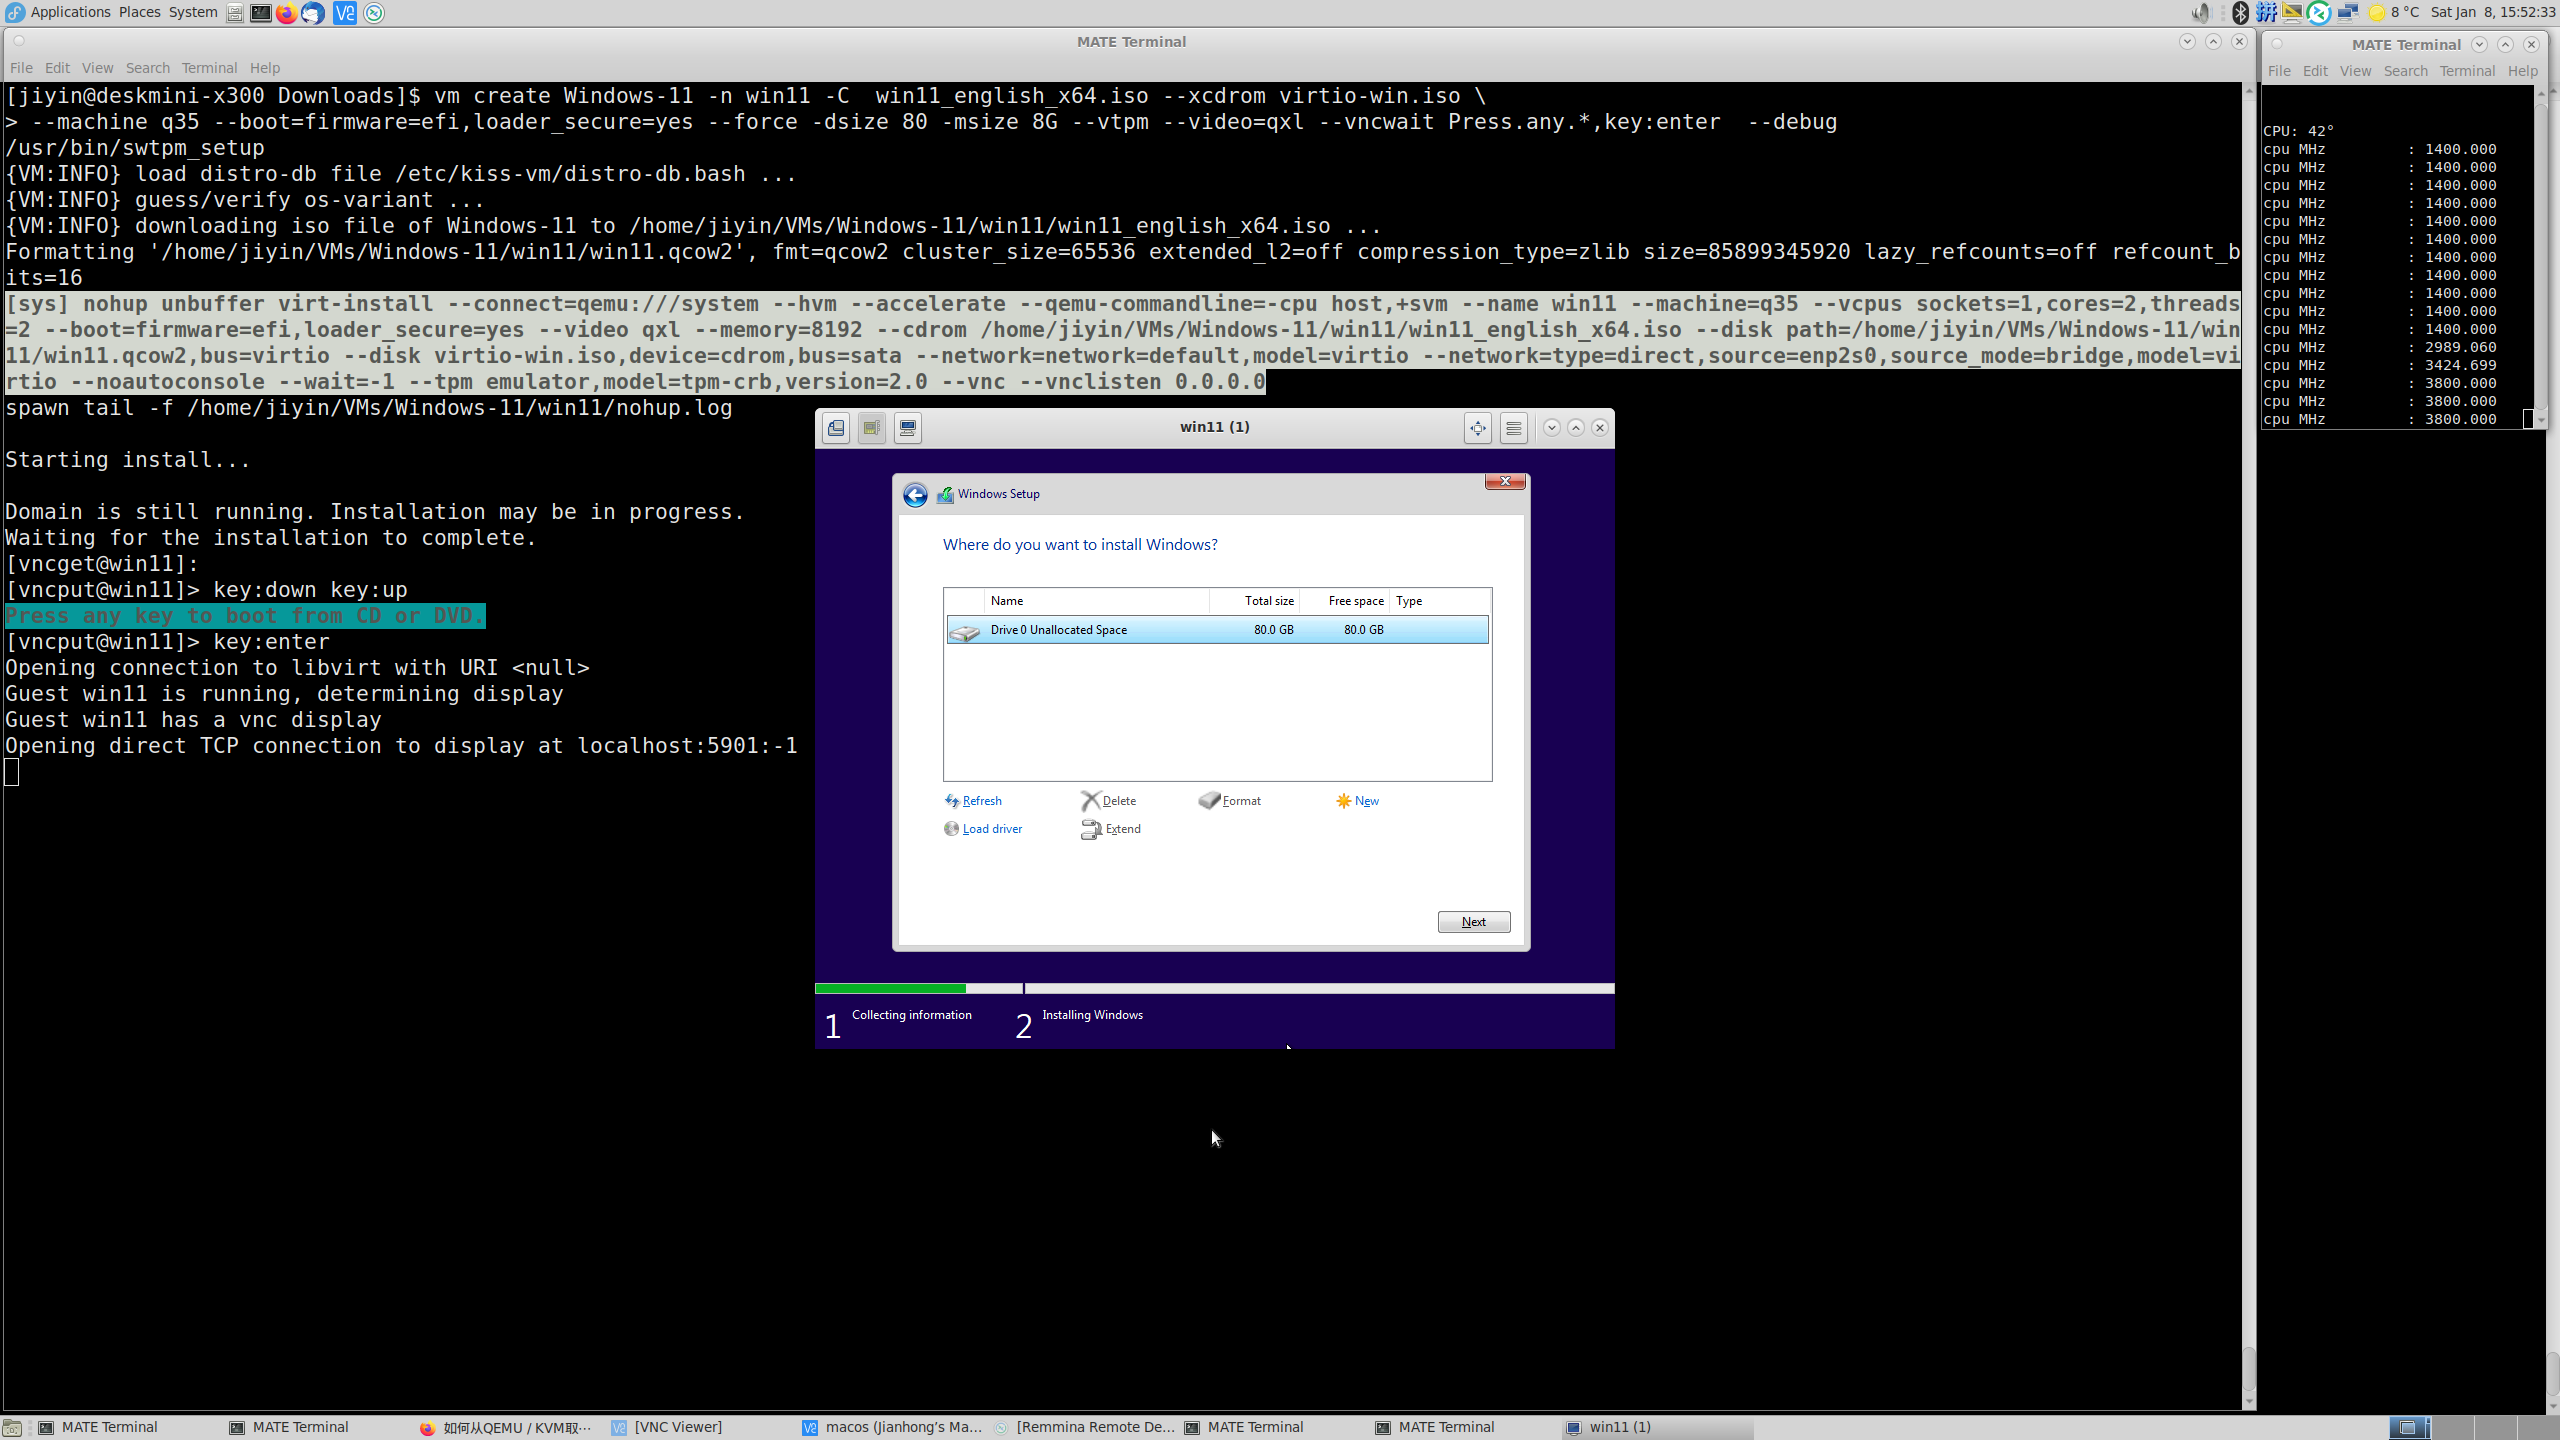 Applications Places System
8 °C Sat Jan 8, 15:52:33
MATE Terminal
File Edit View Search Terminal Help
[jiyin@deskmini-x300 Downloads]$ vm create Windows-11 -n win11 -C  win11_english_x64.iso --xcdrom virtio-win.iso \
> --machine q35 --boot=firmware=efi,loader_secure=yes --force -dsize 80 -msize 8G --vtpm --video=qxl --vncwait Press.any.*,key:enter  --debug
/usr/bin/swtpm_setup
{VM:INFO} load distro-db file /etc/kiss-vm/distro-db.bash ...
{VM:INFO} guess/verify os-variant ...
{VM:INFO} downloading iso file of Windows-11 to /home/jiyin/VMs/Windows-11/win11/win11_english_x64.iso ...
Formatting '/home/jiyin/VMs/Windows-11/win11/win11.qcow2', fmt=qcow2 cluster_size=65536 extended_l2=off compression_type=zlib size=85899345920 lazy_refcounts=off refcount_b
its=16
[sys] nohup unbuffer virt-install --connect=qemu:///system --hvm --accelerate --qemu-commandline=-cpu host,+svm --name win11 --machine=q35 --vcpus sockets=1,cores=2,threads
=2 --boot=firmware=efi,loader_secure=yes --video qxl --memory=8192 --cdrom /home/jiyin/VMs/Windows-11/win11/win11_english_x64.iso --disk path=/home/jiyin/VMs/Windows-11/win
11/win11.qcow2,bus=virtio --disk virtio-win.iso,device=cdrom,bus=sata --network=network=default,model=virtio --network=type=direct,source=enp2s0,source_mode=bridge,model=vi
rtio --noautoconsole --wait=-1 --tpm emulator,model=tpm-crb,version=2.0 --vnc --vnclisten 0.0.0.0
spawn tail -f /home/jiyin/VMs/Windows-11/win11/nohup.log
Starting install...
Domain is still running. Installation may be in progress.
Waiting for the installation to complete.
[vncget@win11]:
[vncput@win11]> key:down key:up
Press any key to boot from CD or DVD.
[vncput@win11]> key:enter
Opening connection to libvirt with URI <null>
Guest win11 is running, determining display
Guest win11 has a vnc display
Opening direct TCP connection to display at localhost:5901:-1
win11 (1)
Windows Setup
Where do you want to install Windows?
Name Total size Free space Type
Drive 0 Unallocated Space 80.0 GB 80.0 GB
Refresh Delete Format New
Load driver Extend
Next
1 Collecting information 2 Installing Windows
MATE Terminal
File Edit View Search Terminal Help
CPU: 42°
cpu MHz : 1400.000
cpu MHz : 1400.000
cpu MHz : 1400.000
cpu MHz : 1400.000
cpu MHz : 1400.000
cpu MHz : 1400.000
cpu MHz : 1400.000
cpu MHz : 1400.000
cpu MHz : 1400.000
cpu MHz : 1400.000
cpu MHz : 1400.000
cpu MHz : 2989.060
cpu MHz : 3424.699
cpu MHz : 3800.000
cpu MHz : 3800.000
cpu MHz : 3800.000
MATE Terminal MATE Terminal 如何从QEMU / KVM取··· [VNC Viewer] macos (Jianhong's Ma... [Remmina Remote De... MATE Terminal MATE Terminal win11 (1)